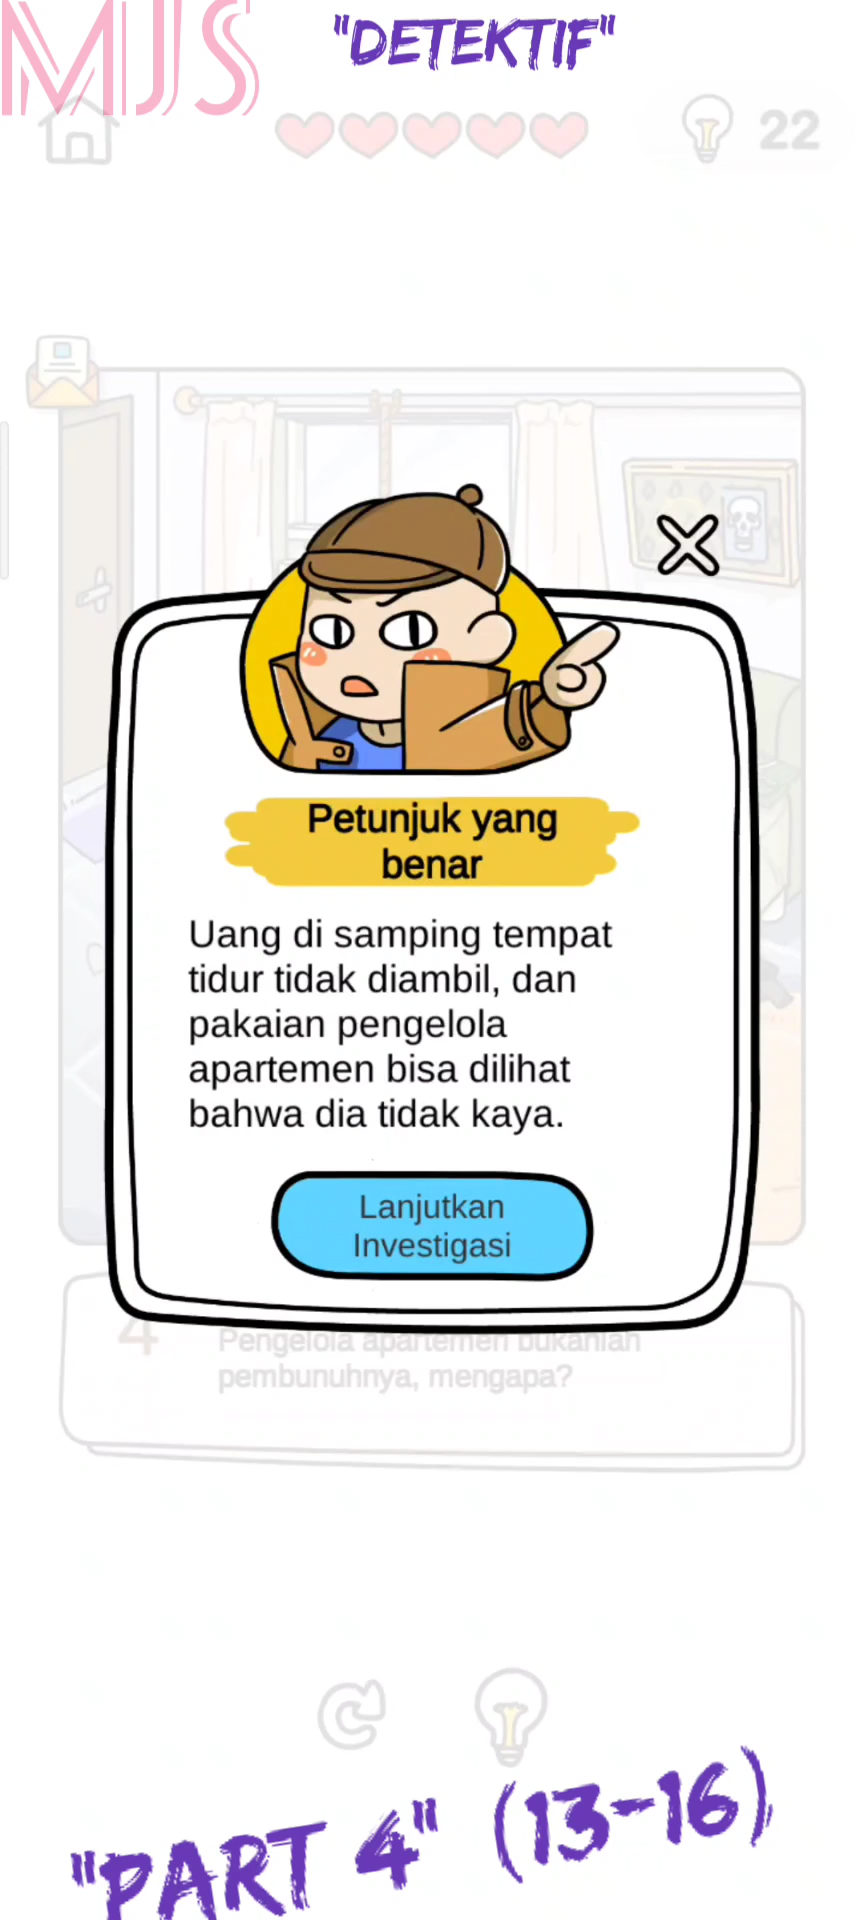 MJS
"DETEKTIF"
22
Petunjuk yang
benar
Uang di samping tempat
tidur tidak diambil, dan
pakaian pengelola
apartemen bisa dilihat
bahwa dia tidak kaya.
Lanjutkan
Investigasi
4
Pengelola apartemen bukanlah
pembunuhnya, mengapa?
"PART 4" (13-16)